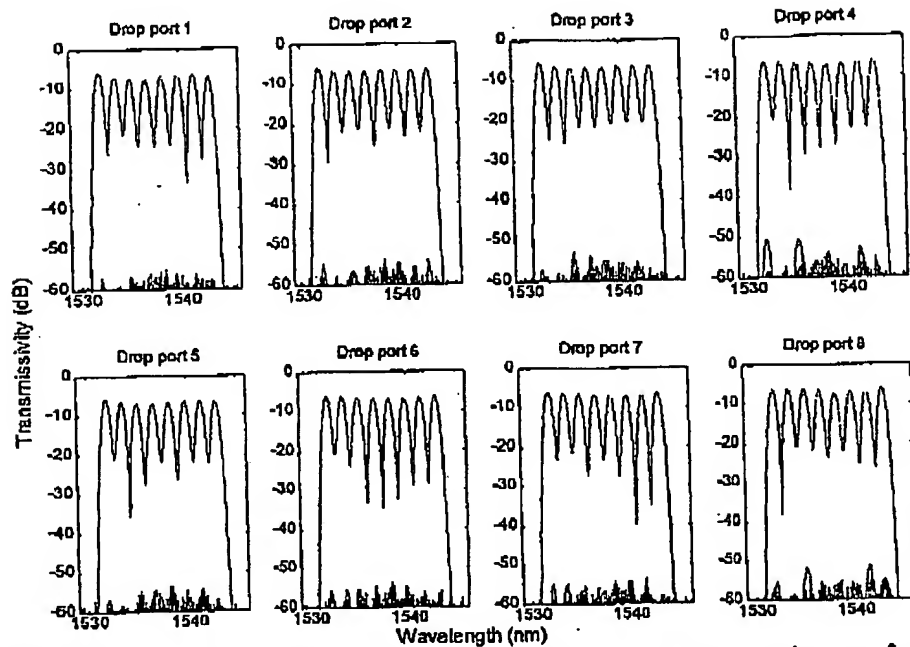 Drop port 1 Drop port 2 Drop port 3 Drop port 4
0 0 0 0
-10 -10 -10 -10
-20 -20 -20 -20
-30 -30 -30 -30
-40 -40 -40 -40
-50 -50 -50 -50
-60 -60 -60 -60
1530 1540 1530 1540 1530 1540 1530 1540
Transmissivity (dB)
Drop port 5 Drop port 6 Drop port 7 Drop port 8
0 0 0 0
-10 -10 -10 -10
-20 -20 -20 -20
-30 -30 -30 -30
-40 -40 -40 -40
-50 -50 -50 -50
-60 -60 -60 -60
1530 1540 1530 1540 1530 1540 1530 1540
Wavelength (nm)